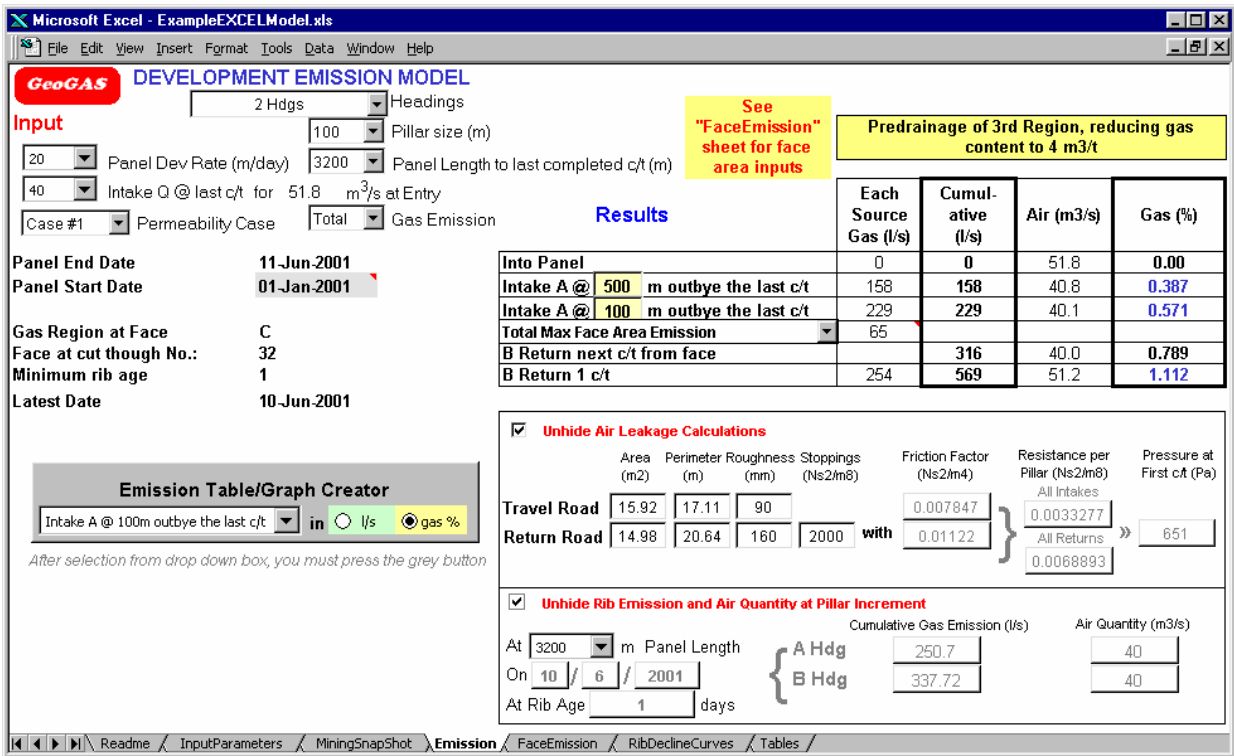 Microsoft Excel - ExampleEXCELModel.xls
File Edit View Insert Format Tools Data Window Help
GeoGAS
DEVELOPMENT EMISSION MODEL
2 Hdgs Headings
Input
100 Pillar size (m)
20 Panel Dev Rate (m/day)
3200 Panel Length to last completed c/t (m)
40 Intake Q @ last c/t for 51.8 m3/s at Entry
Case #1 Permeability Case
Total Gas Emission
See
"FaceEmission"
sheet for face
area inputs
Predrainage of 3rd Region, reducing gas
content to 4 m3/t
Results
Each Source Gas (l/s) Cumul-ative (l/s) Air (m3/s) Gas (%)
Panel End Date 11-Jun-2001
Panel Start Date 01-Jan-2001
Gas Region at Face C
Face at cut though No.: 32
Minimum rib age 1
Latest Date 10-Jun-2001
Into Panel 0 0 51.8 0.00
Intake A @ 500 m outbye the last c/t 158 158 40.8 0.387
Intake A @ 100 m outbye the last c/t 229 229 40.1 0.571
Total Max Face Area Emission 65
B Return next c/t from face 316 40.0 0.789
B Return 1 c/t 254 569 51.2 1.112
Emission Table/Graph Creator
Intake A @ 100m outbye the last c/t in l/s gas %
After selection from drop down box, you must press the grey button
Unhide Air Leakage Calculations
Area (m2) Perimeter (m) Roughness (mm) Stoppings (Ns2/m8) Friction Factor (Ns2/m4) Resistance per Pillar (Ns2/m8) Pressure at First c/t (Pa)
Travel Road 15.92 17.11 90
Return Road 14.98 20.64 160 2000 with
0.007847
0.01122
All Intakes
0.0033277
All Returns
0.0068893
» 651
Unhide Rib Emission and Air Quantity at Pillar Increment
Cumulative Gas Emission (l/s) Air Quantity (m3/s)
At 3200 m Panel Length
On 10 / 6 / 2001
At Rib Age 1 days
A Hdg 250.7 40
B Hdg 337.72 40
Readme InputParameters MiningSnapShot Emission FaceEmission RibDeclineCurves Tables